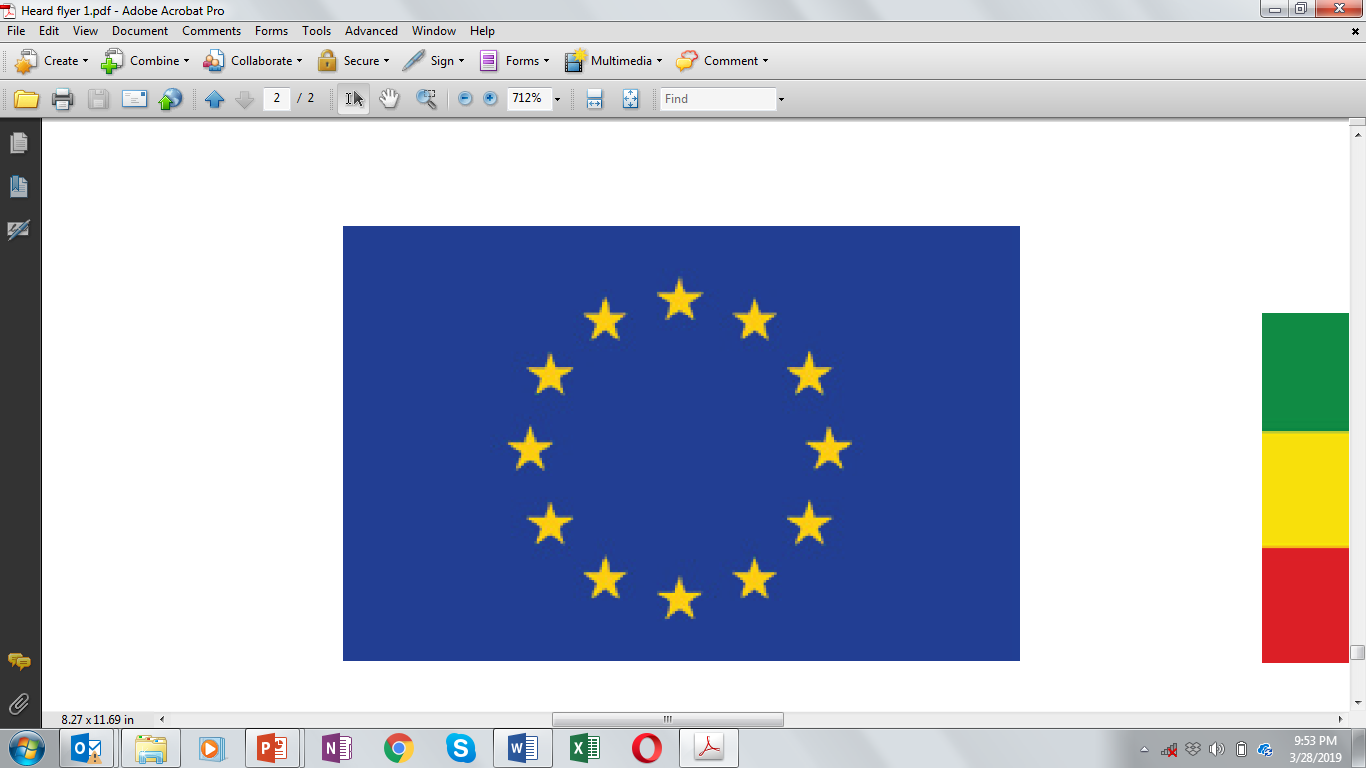 Heard flyer 1.pdf - Adobe Acrobat Pro
File Edit View Document Comments Forms Tools Advanced Window Help
Create Combine Collaborate Secure Sign Forms Multimedia Comment
2 / 2 712% Find
8.27 x 11.69 in
9:53 PM
3/28/2019